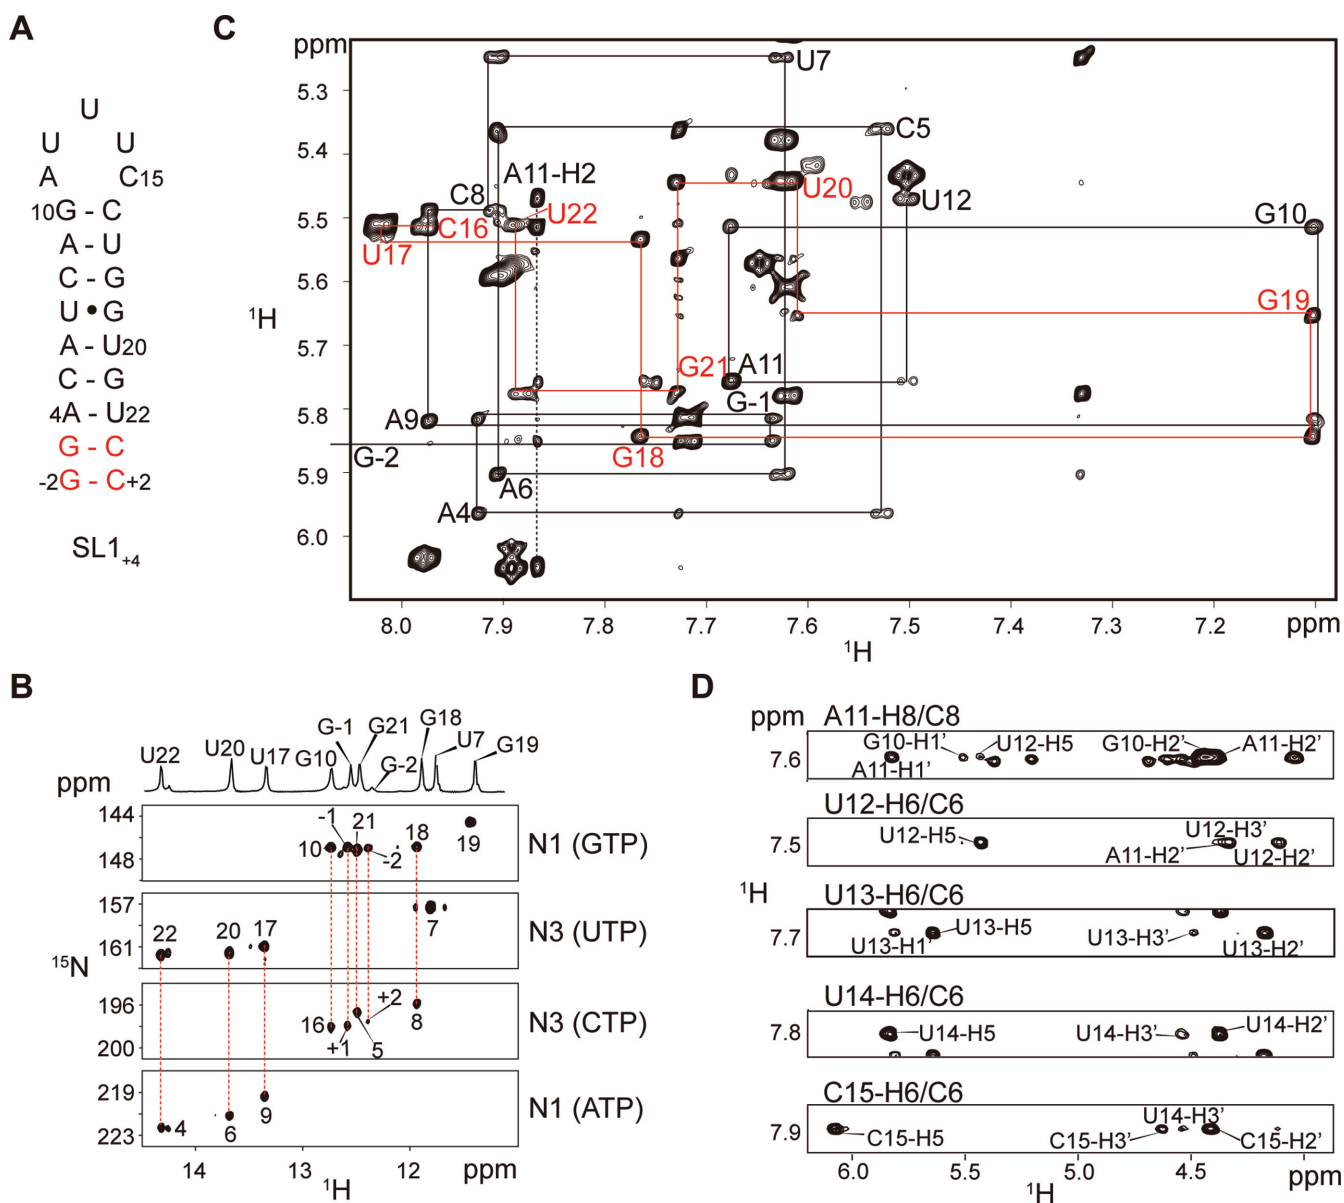 A
U
U U
A C15
10G - C
A - U
C - G
U • G
A - U20
C - G
4A - U22
G - C
-2G - C+2
SL1+4
C
ppm
5.3
5.4
5.5
5.6
5.7
5.8
5.9
6.0
¹H
U7
C5
A11-H2
C8
U22
U20
U12
C16
U17
G10
G19
G21
A11
G-1
A9
G-2
G18
A6
A4
8.0 7.9 7.8 7.7 7.6 7.5 7.4 7.3 7.2 ppm
¹H
B
G-1 G21 G18
U22 U20 U17 G10 G-2 U7 G19
ppm
144
148
-1 21 18
10 -2 19
N1 (GTP)
157
161
22 20 17 7
N3 (UTP)
¹⁵N
196
200
16 +1 5 +2 8
N3 (CTP)
219
223
4 6 9
N1 (ATP)
14 13 12 ppm
¹H
D
ppm A11-H8/C8
7.6
G10-H1' U12-H5 G10-H2' A11-H2'
A11-H1'
U12-H6/C6
7.5
U12-H5 U12-H3'
A11-H2' U12-H2'
¹H
U13-H6/C6
7.7
U13-H1' U13-H5 U13-H3' U13-H2'
U14-H6/C6
7.8
U14-H5 U14-H3' U14-H2'
C15-H6/C6
7.9
U14-H3'
C15-H5 C15-H3' C15-H2'
6.0 5.5 5.0 4.5 ppm
¹H